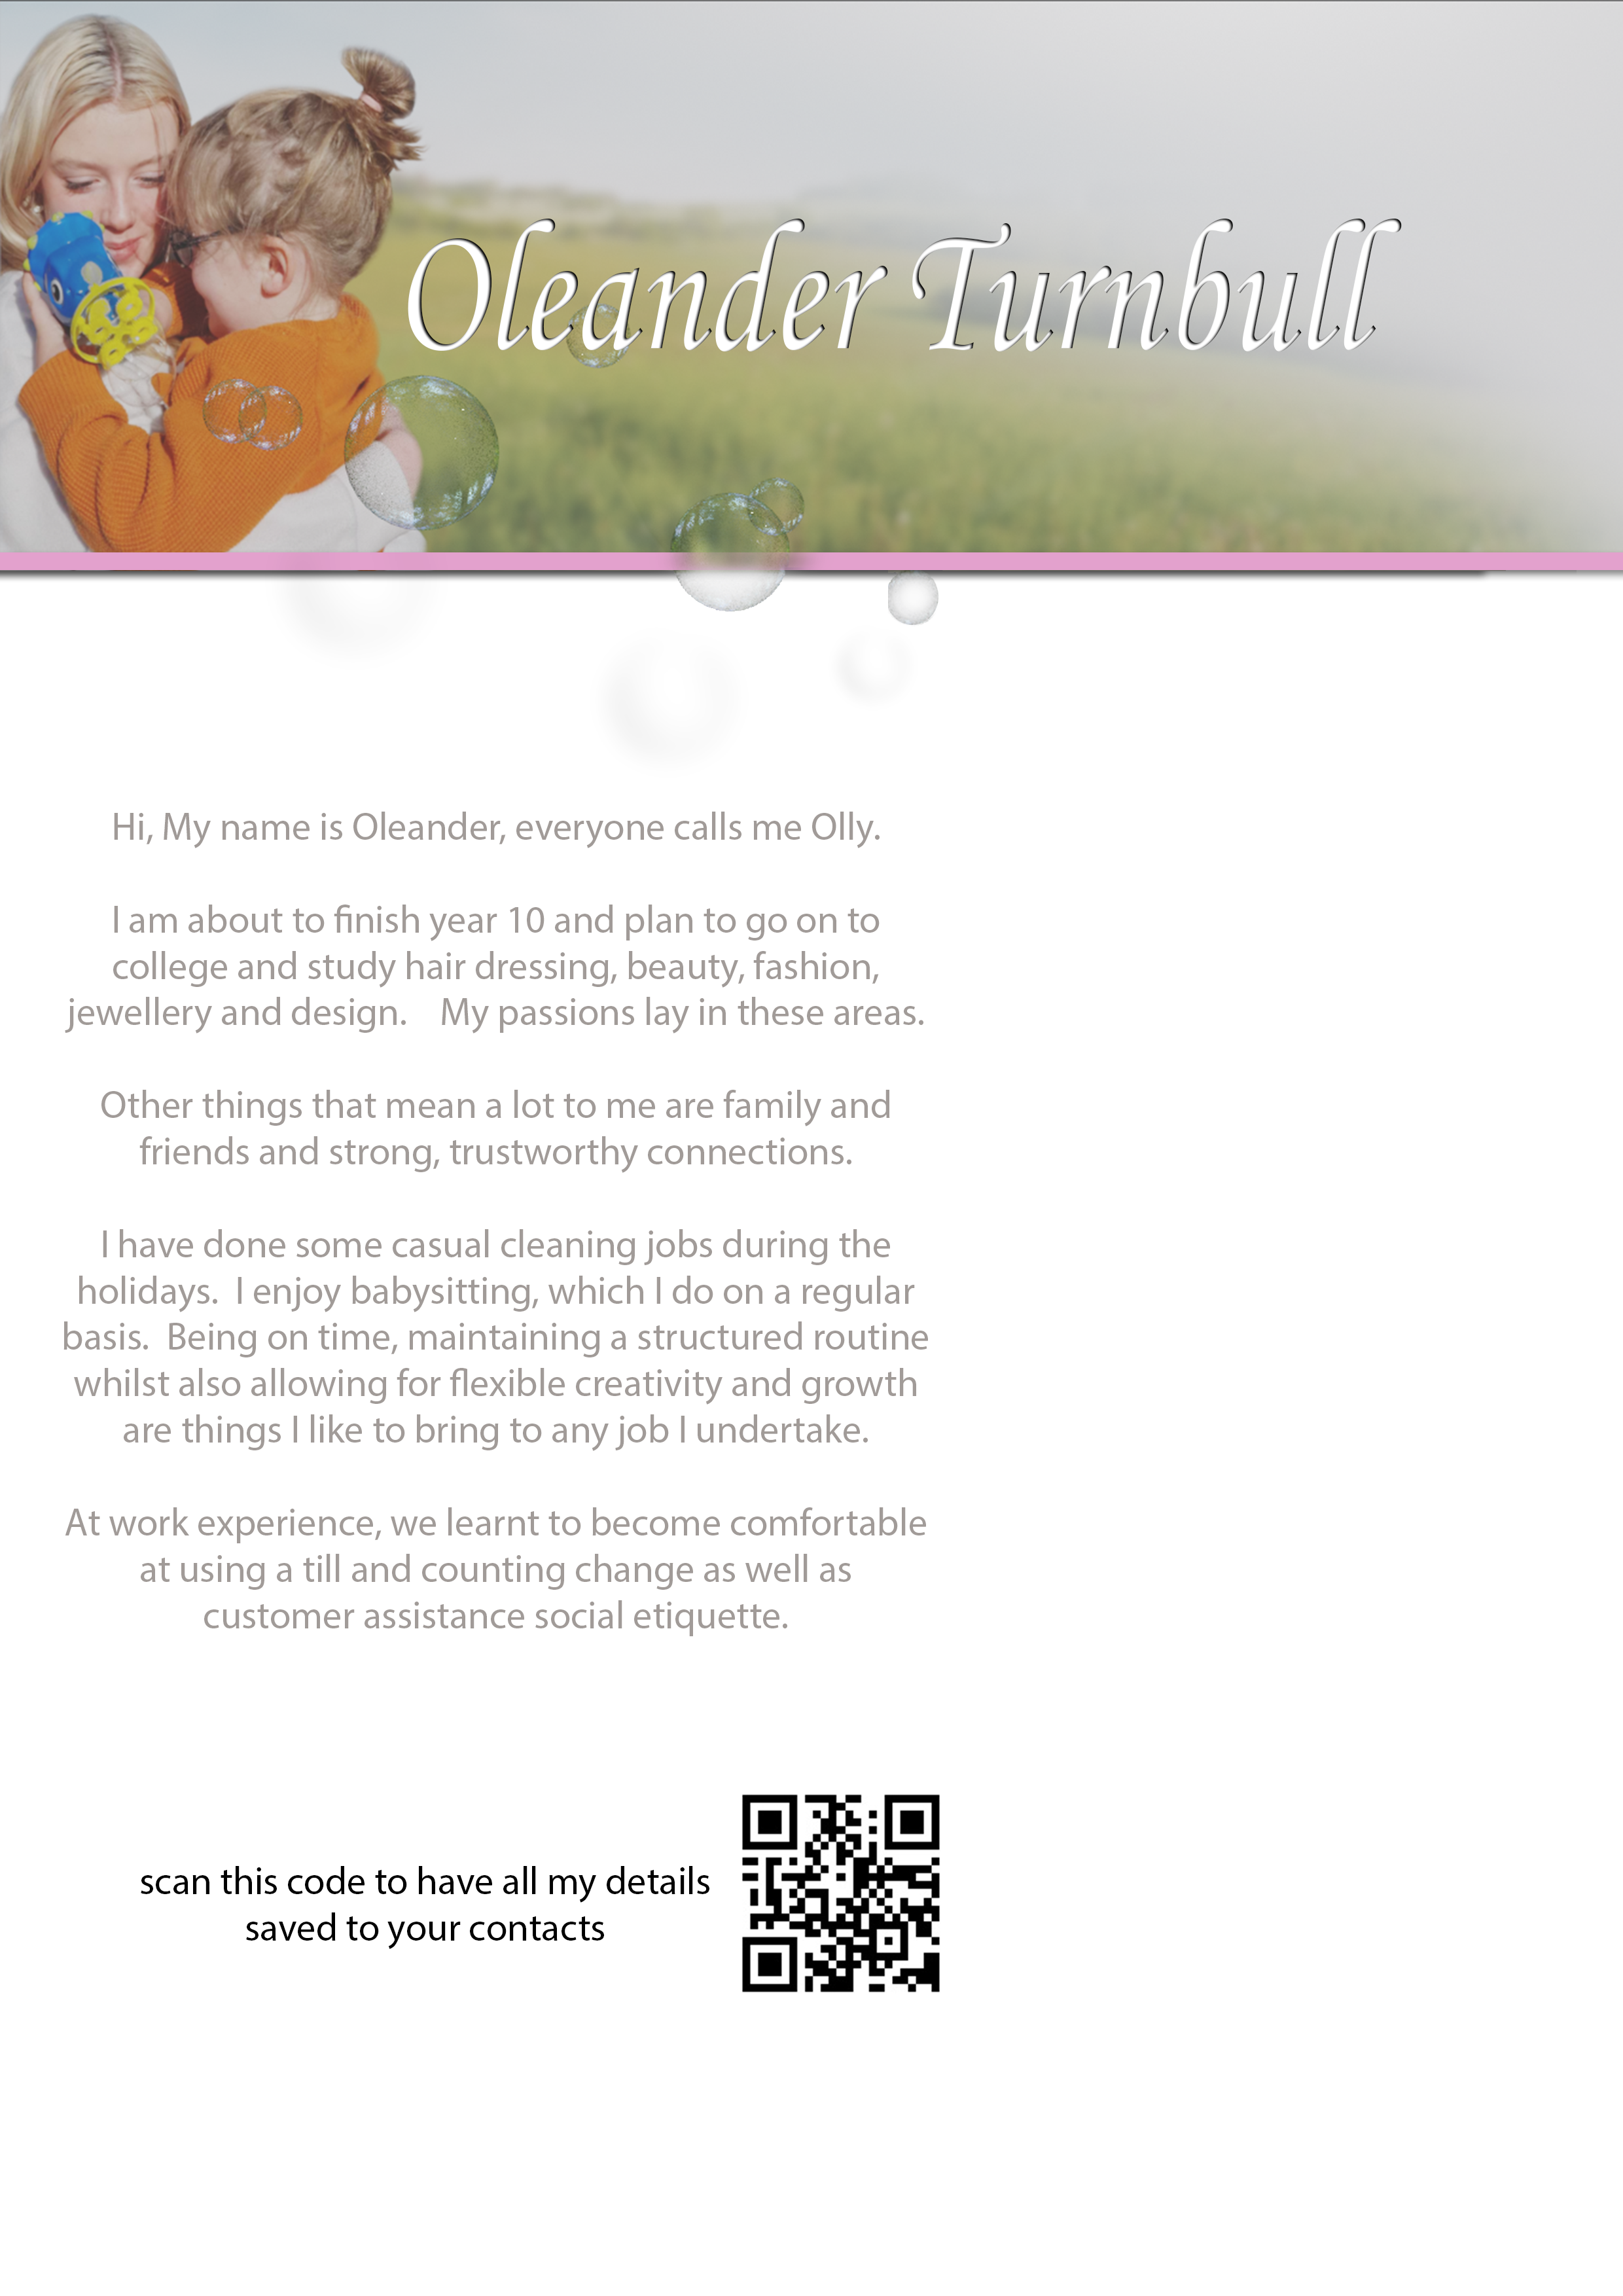 Oleander Turnbull
Hi, My name is Oleander, everyone calls me Olly.
I am about to finish year 10 and plan to go on to
college and study hair dressing, beauty, fashion,
jewellery and design.    My passions lay in these areas.
Other things that mean a lot to me are family and
friends and strong, trustworthy connections.
I have done some casual cleaning jobs during the
holidays.  I enjoy babysitting, which I do on a regular
basis.  Being on time, maintaining a structured routine
whilst also allowing for flexible creativity and growth
are things I like to bring to any job I undertake.
At work experience, we learnt to become comfortable
at using a till and counting change as well as
customer assistance social etiquette.
scan this code to have all my details
saved to your contacts